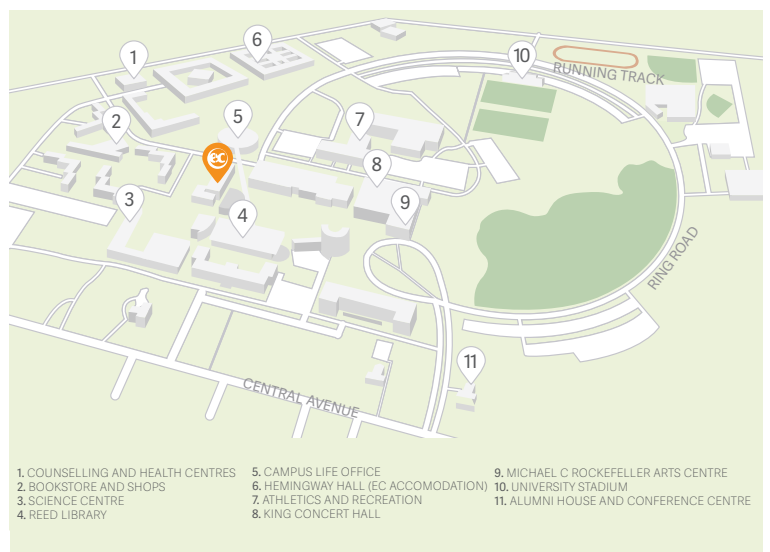 6
1
10
RUNNING TRACK
2
5
7
ec
8
3
4
9
RING ROAD
11
CENTRAL AVENUE
1. COUNSELLING AND HEALTH CENTRES
2. BOOKSTORE AND SHOPS
3. SCIENCE CENTRE
4. REED LIBRARY
5. CAMPUS LIFE OFFICE
6. HEMINGWAY HALL (EC ACCOMODATION)
7. ATHLETICS AND RECREATION
8. KING CONCERT HALL
9. MICHAEL C ROCKEFELLER ARTS CENTRE
10. UNIVERSITY STADIUM
11. ALUMNI HOUSE AND CONFERENCE CENTRE